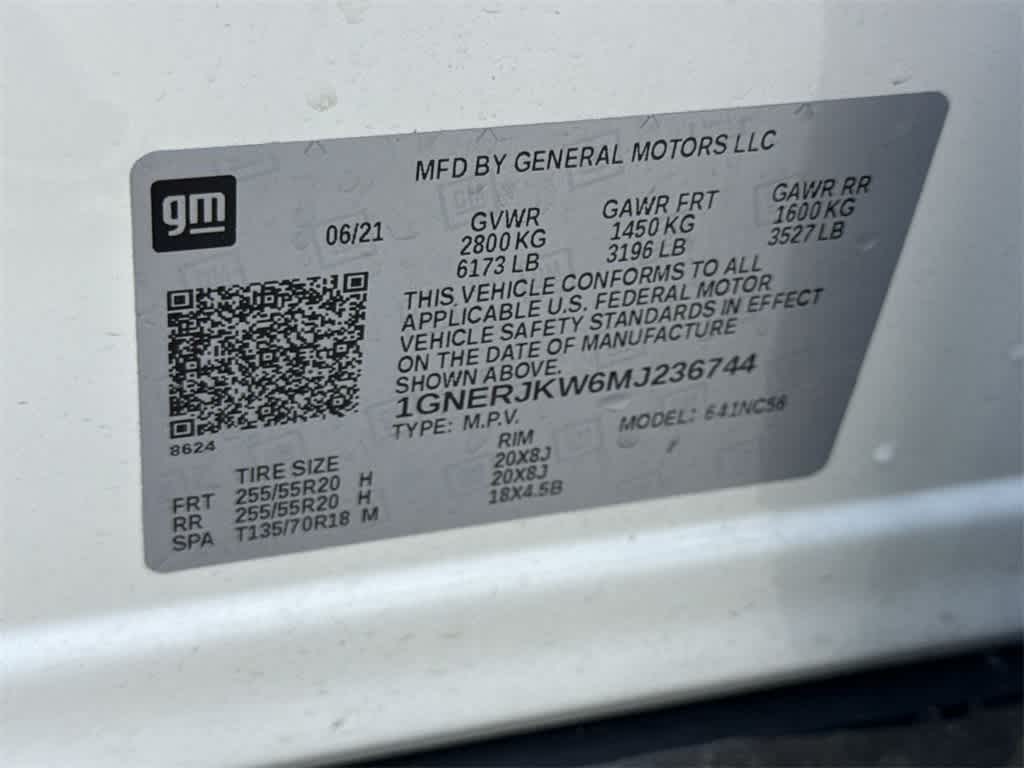 MFD BY GENERAL MOTORS LLC
gm
06/21
GVWR GAWR FRT GAWR RR
2800 KG 1450 KG 1600 KG
6173 LB 3196 LB 3527 LB
THIS VEHICLE CONFORMS TO ALL
APPLICABLE U.S. FEDERAL MOTOR
VEHICLE SAFETY STANDARDS IN EFFECT
ON THE DATE OF MANUFACTURE
SHOWN ABOVE.
1GNERJKW6MJ236744
TYPE: M.P.V. MODEL: 641NC56
8624
TIRE SIZE RIM
FRT 255/55R20 H 20X8J
RR 255/55R20 H 20X8J
SPA T135/70R18 M 18X4.5B